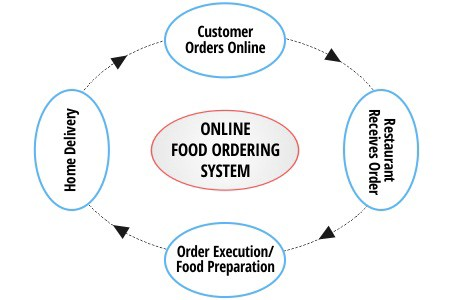 Customer
Orders Online
Restaurant
Receives Order
Order Execution/
Food Preparation
Home Delivery
ONLINE
FOOD ORDERING
SYSTEM